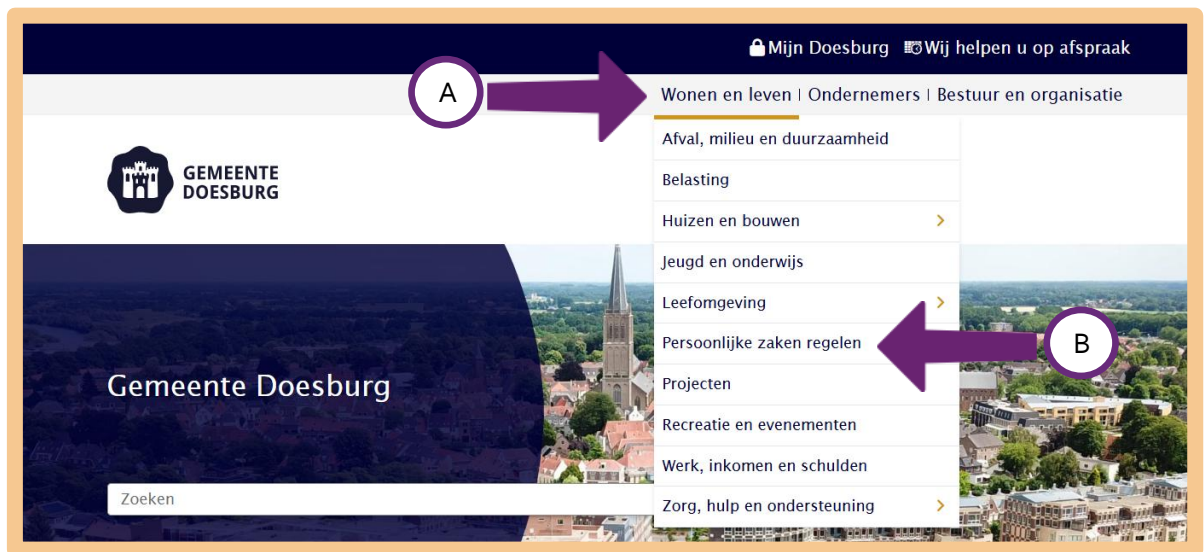 Mijn Doesburg Wij helpen u op afspraak
A
Wonen en leven | Ondernemers | Bestuur en organisatie
Afval, milieu en duurzaamheid
GEMEENTE
DOESBURG
Belasting
Huizen en bouwen
Jeugd en onderwijs
Leefomgeving
Persoonlijke zaken regelen
B
Gemeente Doesburg
Projecten
Recreatie en evenementen
Werk, inkomen en schulden
Zoeken
Zorg, hulp en ondersteuning